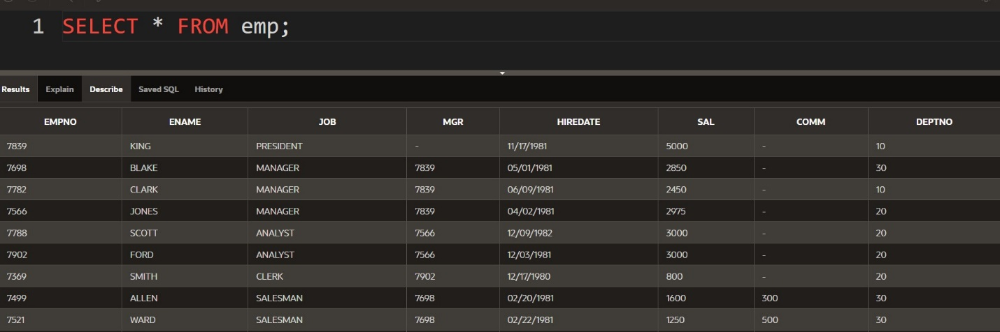 1 SELECT * FROM emp;
Results Explain Describe Saved SQL History
EMPNO ENAME JOB MGR HIREDATE SAL COMM DEPTNO
7839 KING PRESIDENT - 11/17/1981 5000 - 10
7698 BLAKE MANAGER 7839 05/01/1981 2850 - 30
7782 CLARK MANAGER 7839 06/09/1981 2450 - 10
7566 JONES MANAGER 7839 04/02/1981 2975 - 20
7788 SCOTT ANALYST 7566 12/09/1982 3000 - 20
7902 FORD ANALYST 7566 12/03/1981 3000 - 20
7369 SMITH CLERK 7902 12/17/1980 800 - 20
7499 ALLEN SALESMAN 7698 02/20/1981 1600 300 30
7521 WARD SALESMAN 7698 02/22/1981 1250 500 30